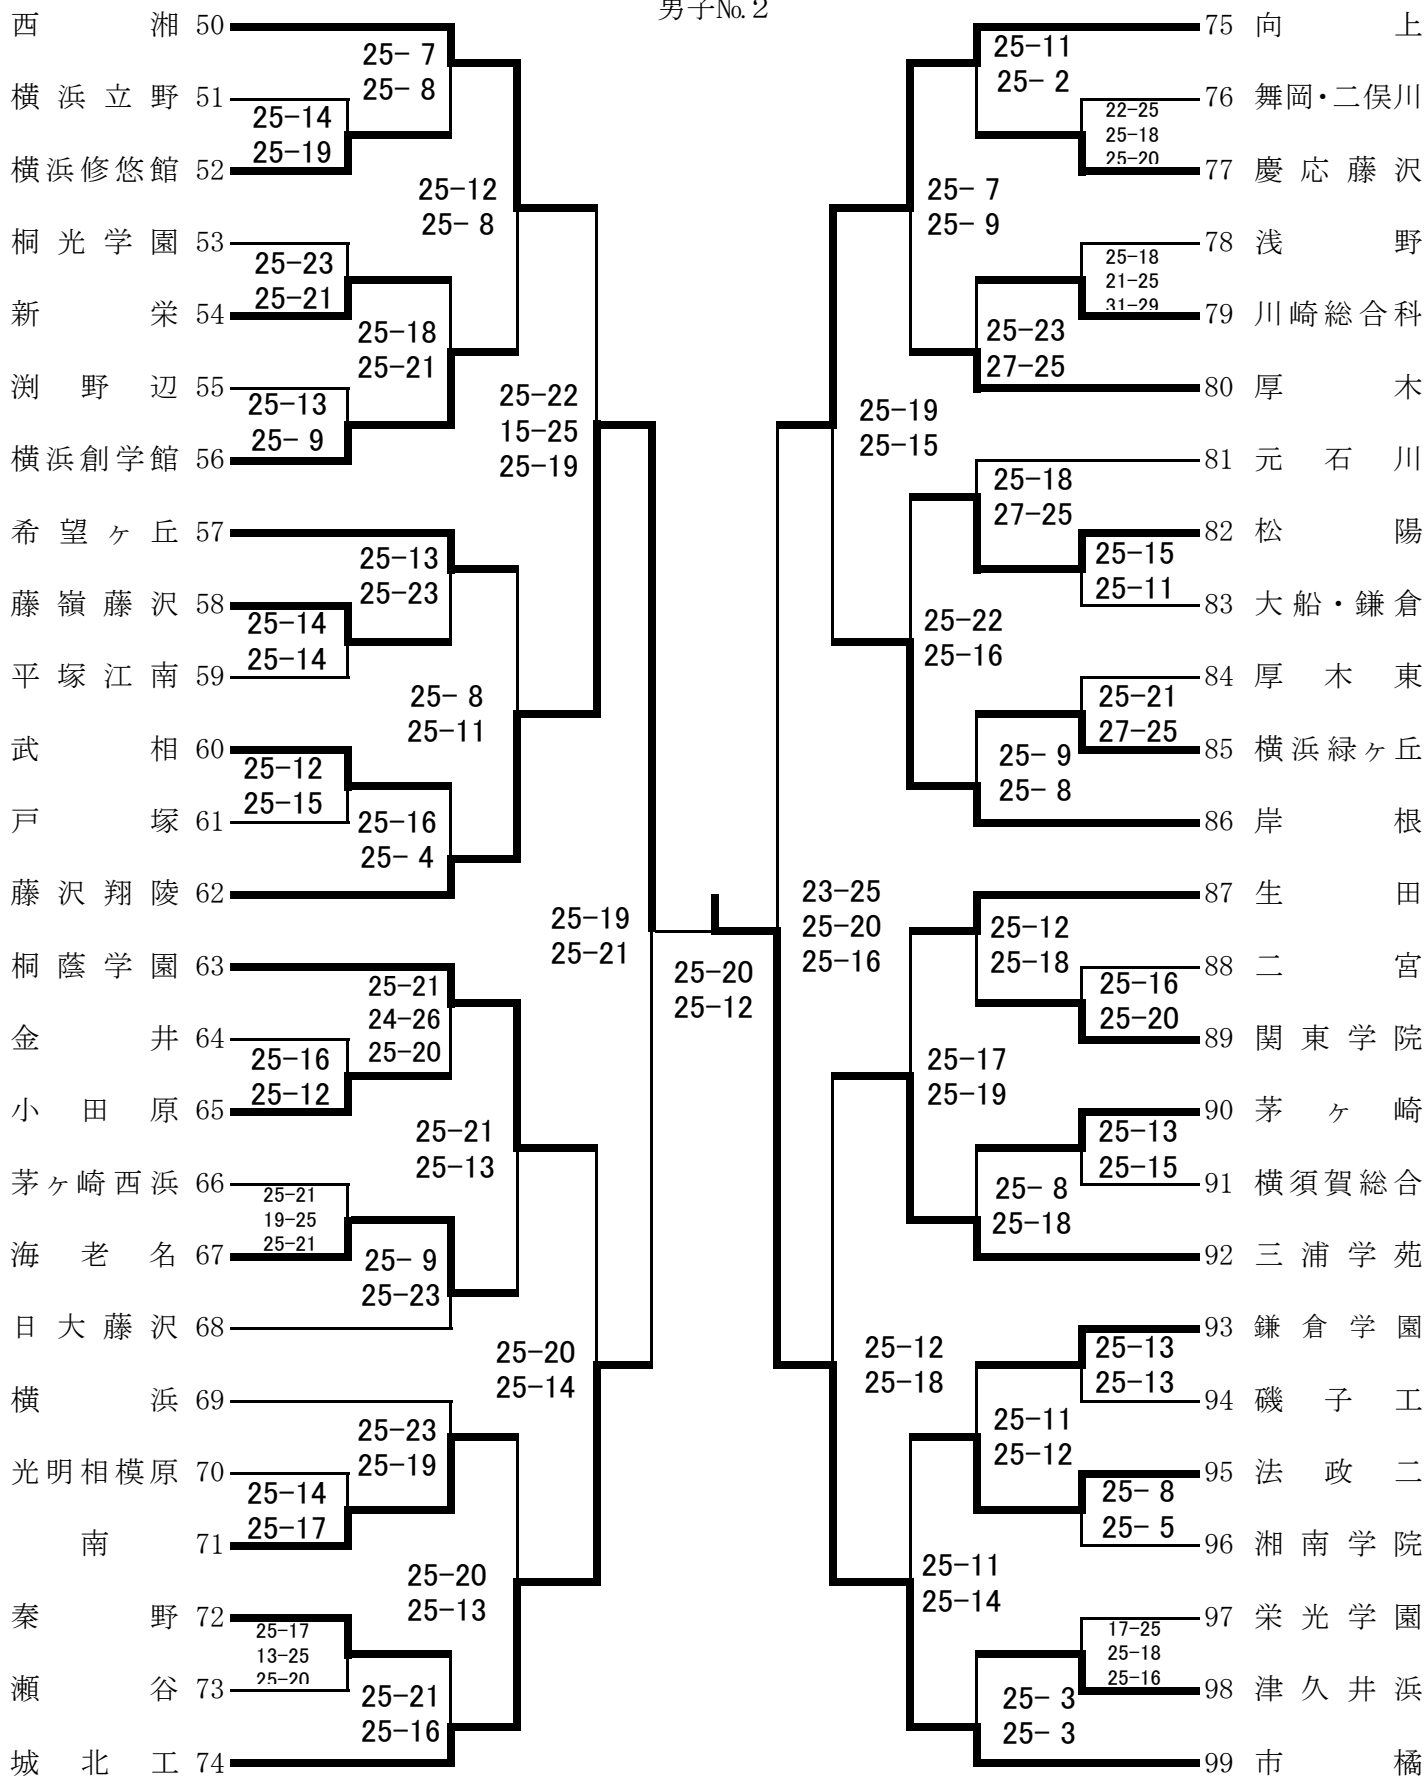 男子№2
西湘 50
25-7
25-8
横浜立野 51
25-14
25-19
横浜修悠館 52
25-12
25-8
桐光学園 53
25-23
25-21
新栄 54
25-18
25-21
渕野辺 55
25-13
25-9
横浜創学館 56
25-22
15-25
25-19
希望ヶ丘 57
25-13
25-23
藤嶺藤沢 58
25-14
25-14
平塚江南 59
25-8
25-11
武相 60
25-12
25-15
戸塚 61
25-16
25-4
藤沢翔陵 62
25-19
25-21
桐蔭学園 63
25-21
24-26
25-20
金井 64
25-16
25-12
小田原 65
25-21
25-13
茅ヶ崎西浜 66
25-21
19-25
25-21
海老名 67
25-9
25-23
日大藤沢 68
25-20
25-14
横浜 69
25-23
25-19
光明相模原 70
25-14
25-17
南 71
25-20
25-13
秦野 72
25-17
13-25
25-20
瀬谷 73
25-21
25-16
城北工 74
25-20
25-12
75 向上
25-11
25-2
76 舞岡・二俣川
22-25
25-18
25-20
77 慶応藤沢
25-7
25-9
78 浅野
25-18
21-25
31-29
79 川崎総合科
25-23
27-25
80 厚木
25-19
25-15
81 元石川
25-18
27-25
82 松陽
25-15
25-11
83 大船・鎌倉
25-22
25-16
84 厚木東
25-21
27-25
85 横浜緑ヶ丘
25-9
25-8
86 岸根
23-25
25-20
25-16
87 生田
25-12
25-18
88 二宮
25-16
25-20
89 関東学院
25-17
25-19
90 茅ヶ崎
25-13
25-15
91 横須賀総合
25-8
25-18
92 三浦学苑
25-12
25-18
93 鎌倉学園
25-13
25-13
94 磯子工
25-11
25-12
95 法政二
25-8
25-5
96 湘南学院
25-11
25-14
97 栄光学園
17-25
25-18
25-16
98 津久井浜
25-3
25-3
99 市橘